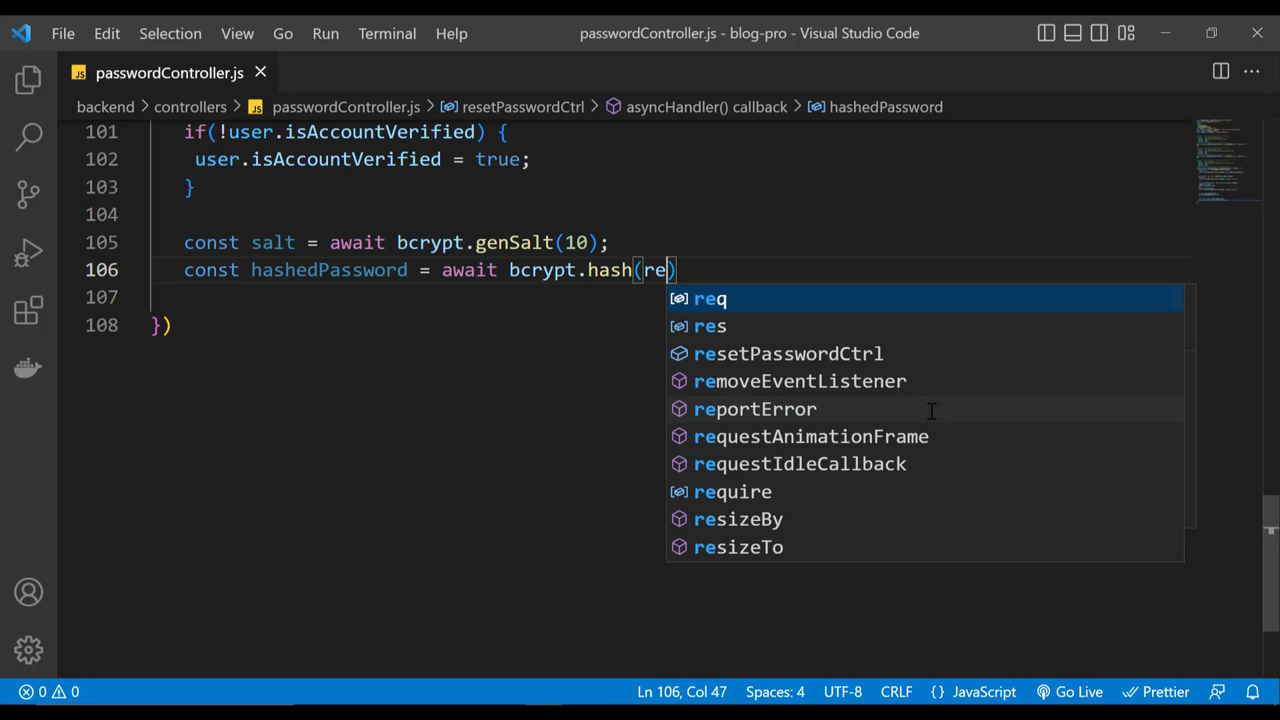 File Edit Selection View Go Run Terminal Help passwordController.js - blog-pro - Visual Studio Code
JS passwordController.js
backend > controllers > JS passwordController.js > resetPasswordCtrl > asyncHandler() callback > hashedPassword
101 if(!user.isAccountVerified) {
102 user.isAccountVerified = true;
103 }
104
105 const salt = await bcrypt.genSalt(10);
106 const hashedPassword = await bcrypt.hash(re)
107 req
108 }) res
resetPasswordCtrl
removeEventListener
reportError
requestAnimationFrame
requestIdleCallback
require
resizeBy
resizeTo
0 0 Ln 106, Col 47 Spaces: 4 UTF-8 CRLF {} JavaScript Go Live Prettier